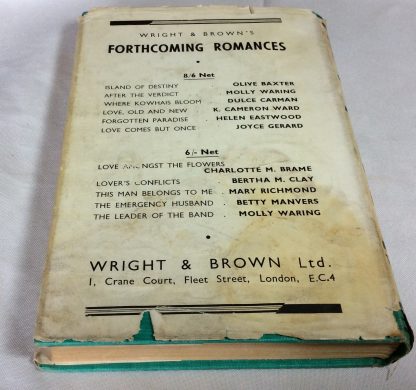 WRIGHT & BROWN'S
FORTHCOMING ROMANCES
8/6 Net
ISLAND OF DESTINY . OLIVE BAXTER
AFTER THE VERDICT . MOLLY WARING
WHERE KOWHAIS BLOOM . DULCE CARMAN
LOVE, OLD AND NEW . K. CAMERON WARD
FORGOTTEN PARADISE . HELEN EASTWOOD
LOVE COMES BUT ONCE . JOYCE GERARD
6/- Net
LOVE AMONGST THE FLOWERS
CHARLOTTE M. BRAME
LOVER'S CONFLICTS . BERTHA M. CLAY
THIS MAN BELONGS TO ME . MARY RICHMOND
THE EMERGENCY HUSBAND . BETTY MANVERS
THE LEADER OF THE BAND . MOLLY WARING
WRIGHT & BROWN Ltd.
1, Crane Court, Fleet Street, London, E.C.4